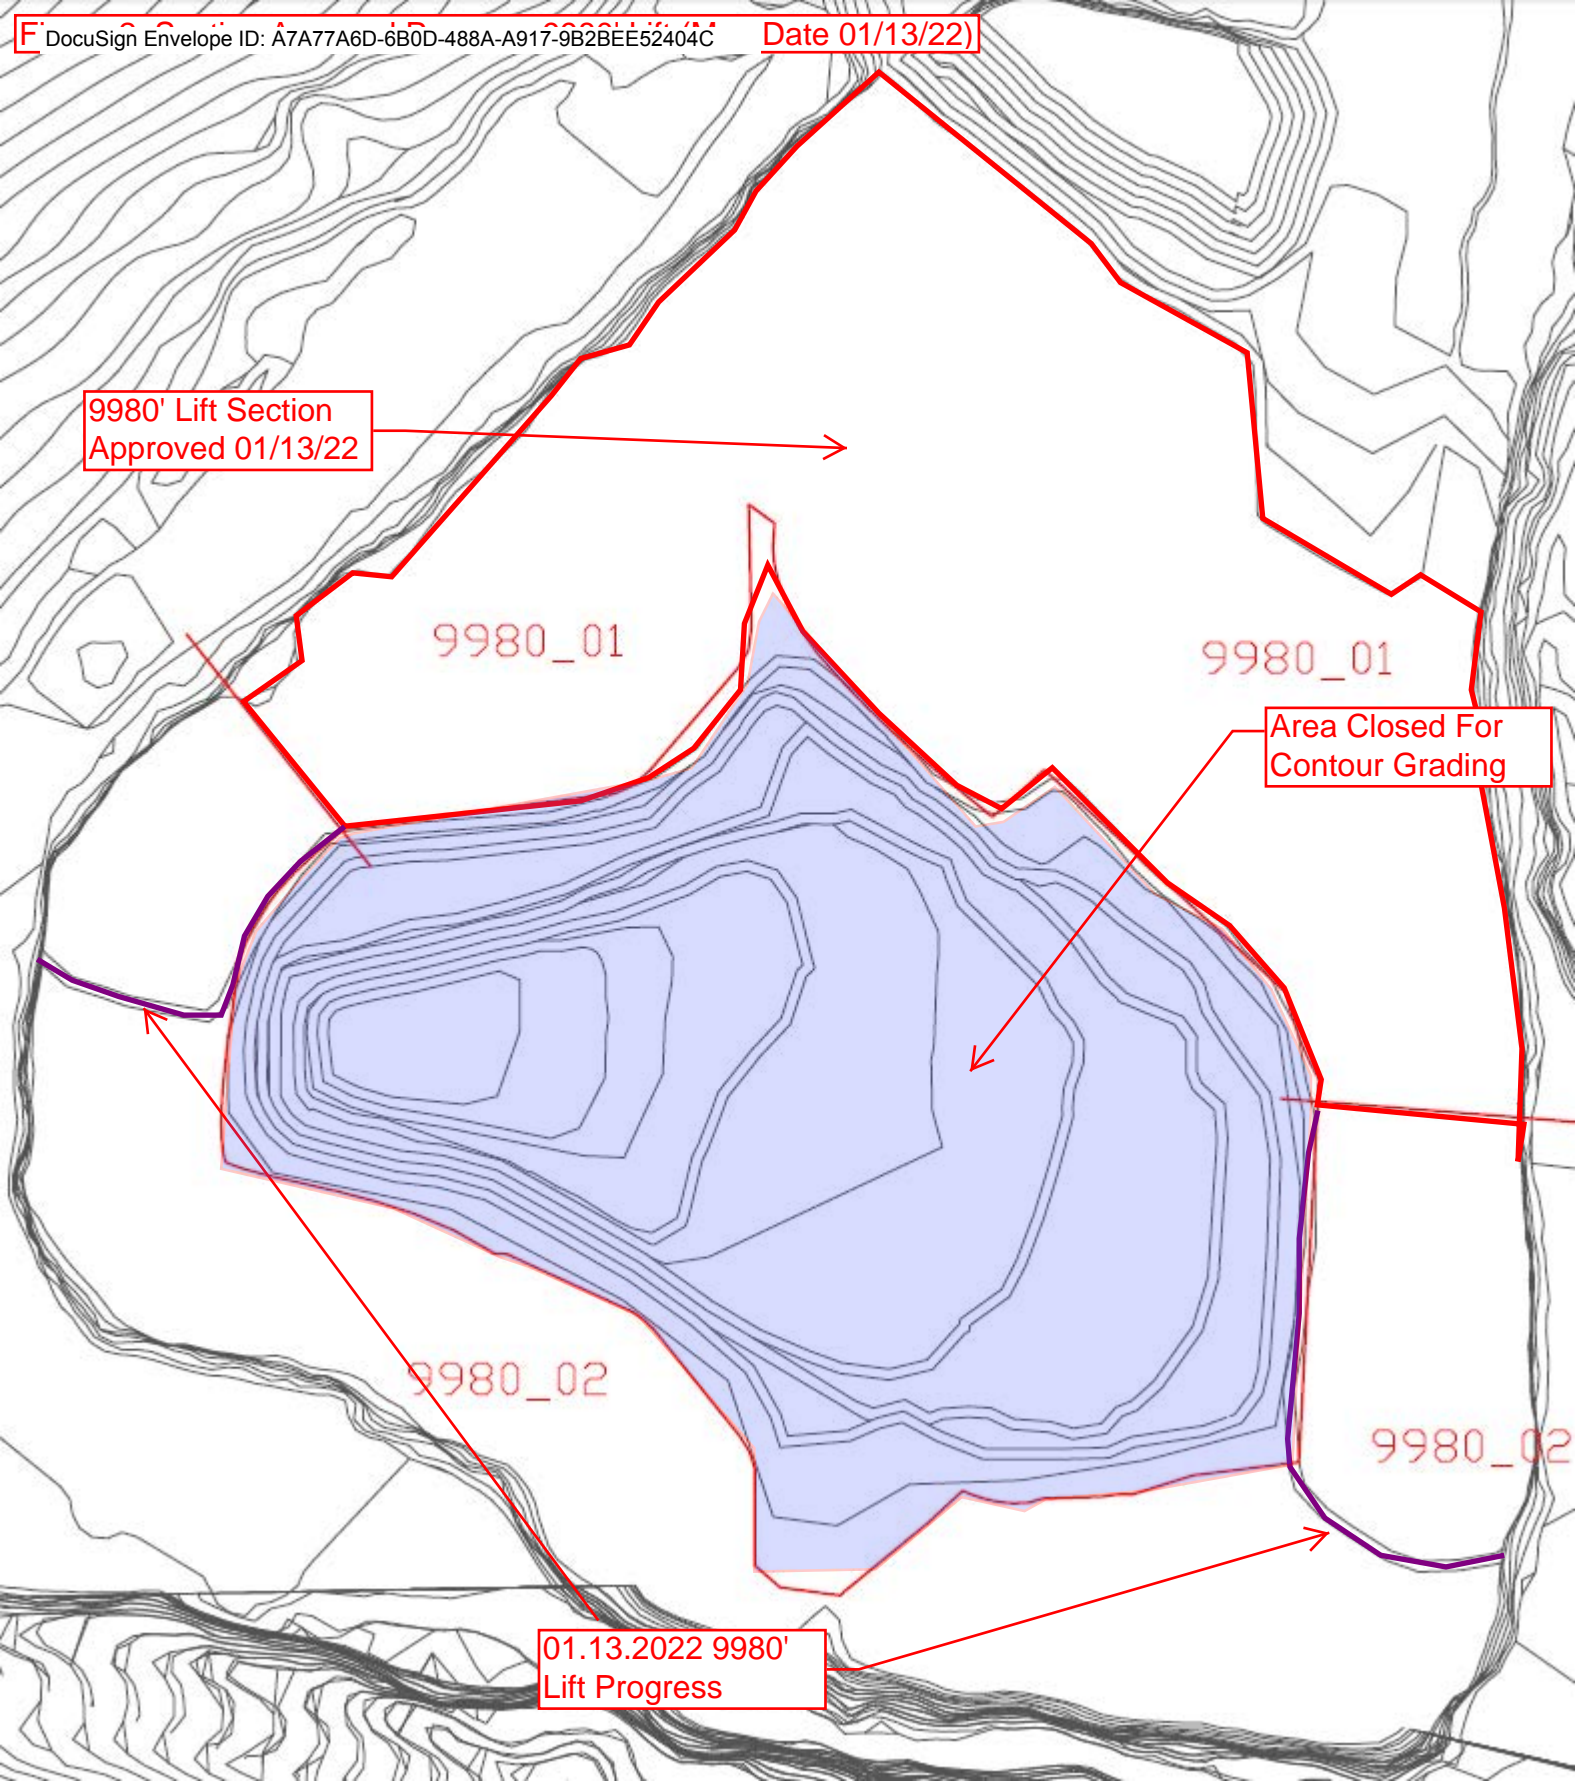 DocuSign Envelope ID: A7A77A6D-6B0D-488A-A917-9B2BEE52404C
Date 01/13/22)
9980' Lift Section
Approved 01/13/22
9980_01
9980_01
Area Closed For
Contour Grading
9980_02
9980_02
01.13.2022 9980'
Lift Progress